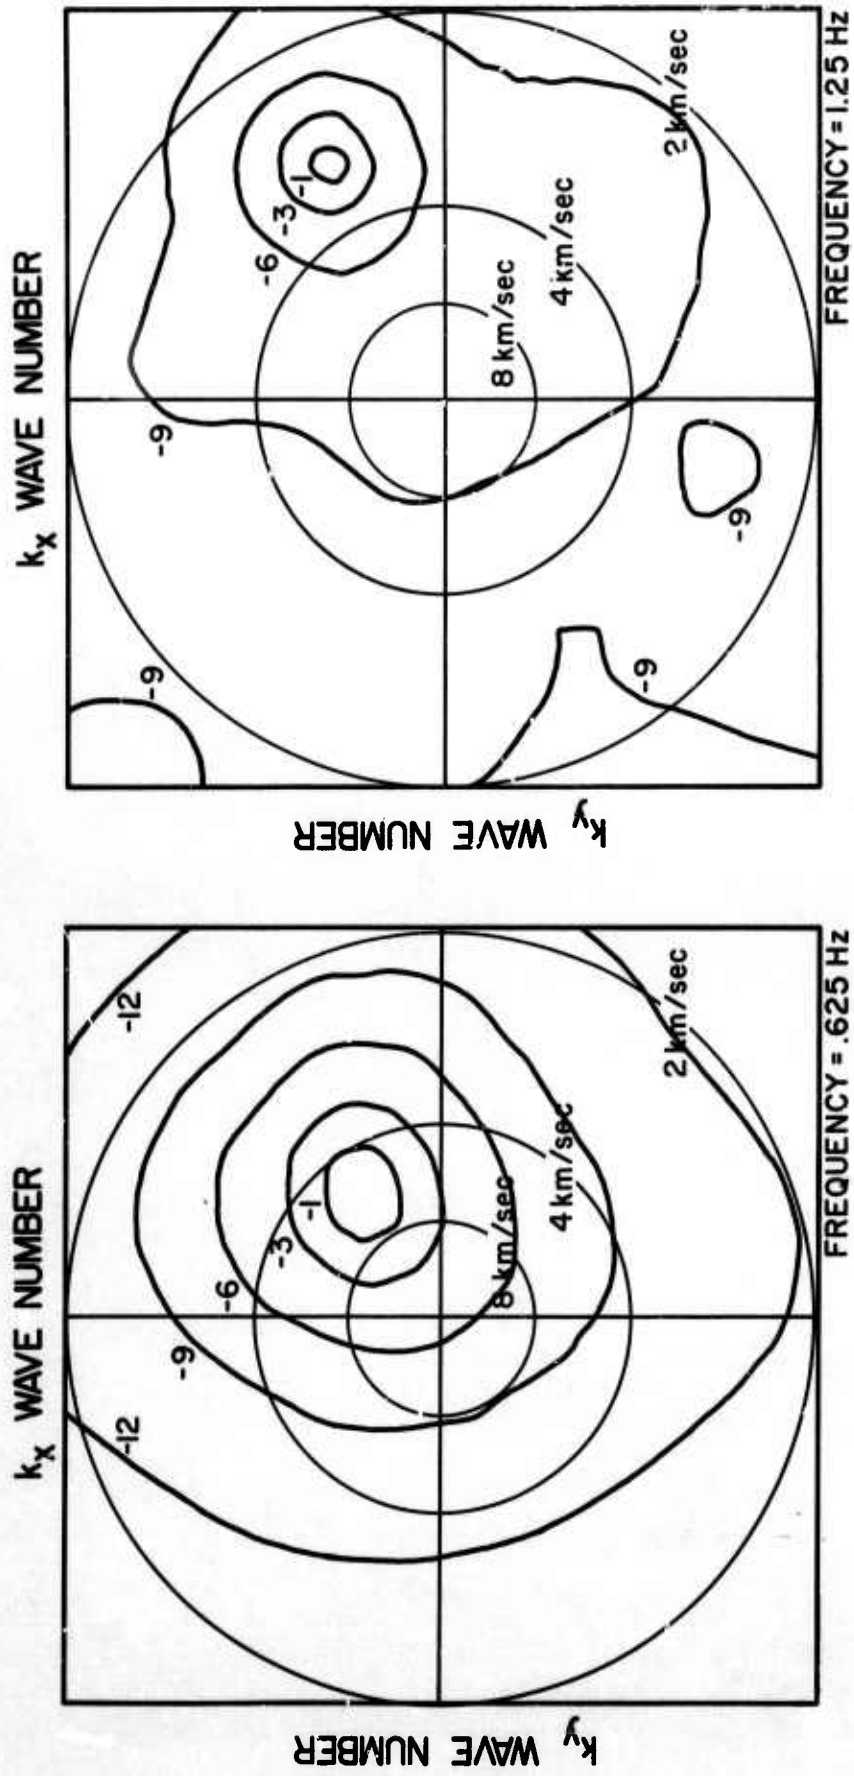 kx WAVE NUMBER
-12
-12
-9
-6
-3
-1
8 km/sec
4 km/sec
2 km/sec
ky WAVE NUMBER
FREQUENCY = .625 Hz
kx WAVE NUMBER
-9
-9
-6
-3
-1
8 km/sec
4 km/sec
2 km/sec
-9
-9
ky WAVE NUMBER
FREQUENCY = 1.25 Hz